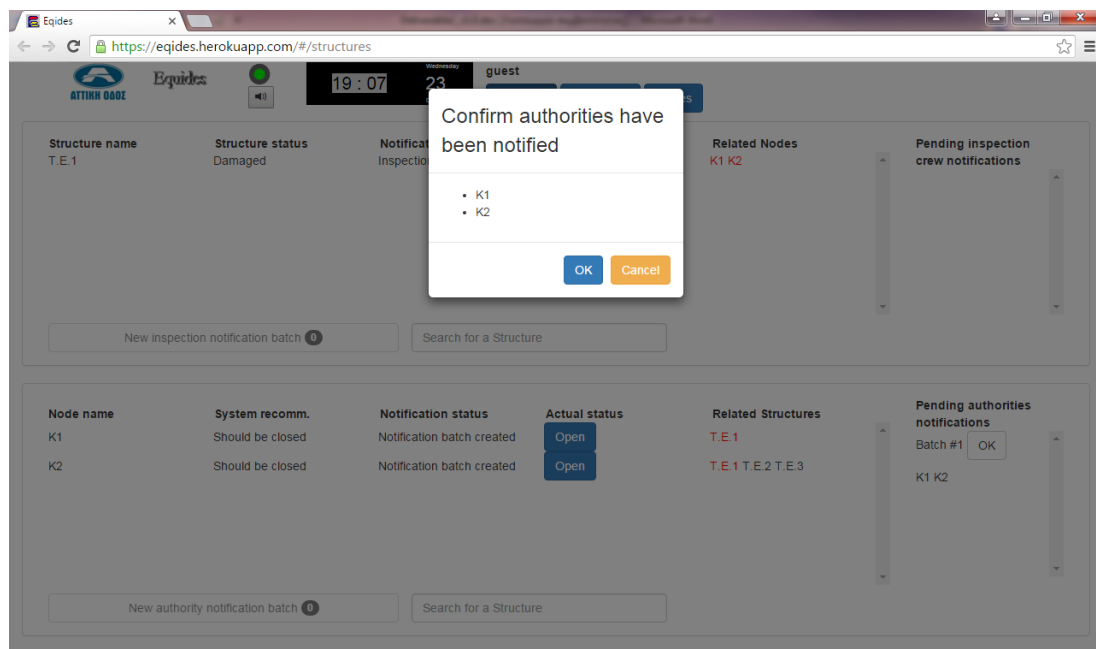 Eqides
https://eqides.herokuapp.com/#/structures
ΑΤΤΙΚΗ ΟΔΟΣ
Equides
19 : 07
Wednesday
23
guest
Confirm authorities have
been notified
K1
K2
OK
Cancel
Structure name
Structure status
Related Nodes
Pending inspection
crew notifications
T.E.1
Damaged
K1 K2
New inspection notification batch 0
Search for a Structure
Node name
System recomm.
Notification status
Actual status
Related Structures
Pending authorities
notifications
K1
Should be closed
Notification batch created
Open
T.E.1
Batch #1
OK
K2
Should be closed
Notification batch created
Open
T.E.1 T.E.2 T.E.3
K1 K2
New authority notification batch 0
Search for a Structure